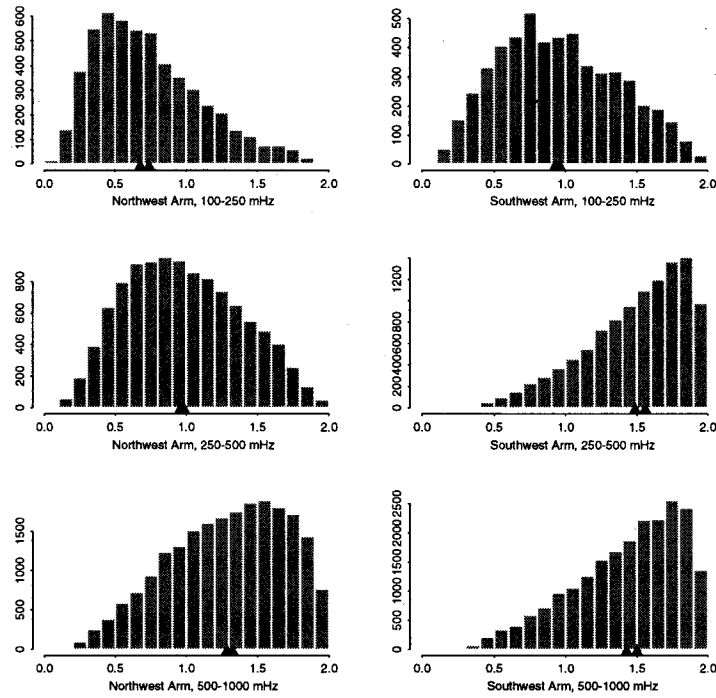 0 100 200 300 400 500 600
0.0 0.5 1.0 1.5 2.0
Northwest Arm, 100-250 mHz
0 100 200 300 400 500
0.0 0.5 1.0 1.5 2.0
Southwest Arm, 100-250 mHz
0 200 400 600 800
0.0 0.5 1.0 1.5 2.0
Northwest Arm, 250-500 mHz
0 200400600800 1200
0.0 0.5 1.0 1.5 2.0
Southwest Arm, 250-500 mHz
0 500 1000 1500
0.0 0.5 1.0 1.5 2.0
Northwest Arm, 500-1000 mHz
0 500 1000 1500 2000 2500
0.0 0.5 1.0 1.5 2.0
Southwest Arm, 500-1000 mHz